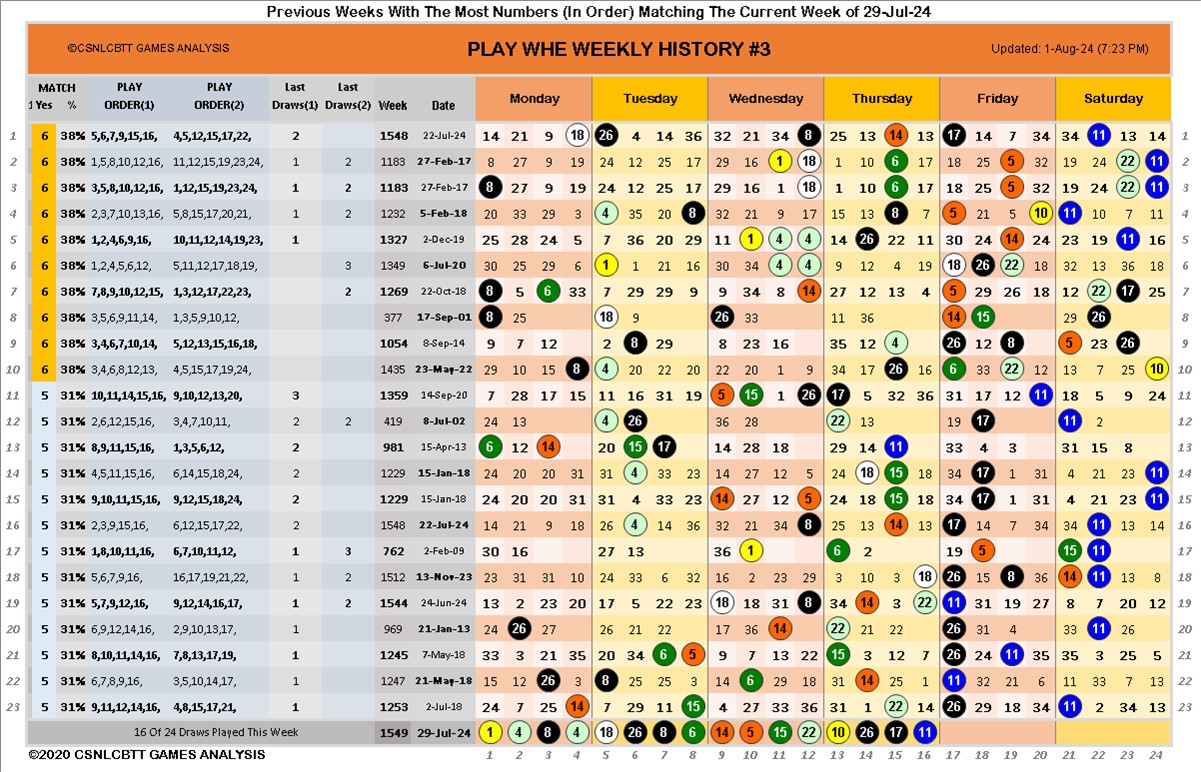 Previous Weeks With The Most Numbers (In Order) Matching The Current Week of 29-Jul-24
©CSNLCBTT GAMES ANALYSIS PLAY WHE WEEKLY HISTORY #3 Updated: 1-Aug-24 (7:23 PM)
MATCH PLAY PLAY Last Last
1 Yes % ORDER(1) ORDER(2) Draws(1) Draws(2) Week Date Monday Tuesday Wednesday Thursday Friday Saturday
1 6 38% 5,6,7,9,15,16, 4,5,12,15,17,22, 2 1548 22-Jul-24 14 21 9 18 26 4 14 36 32 21 34 8 25 13 14 13 17 14 7 34 34 11 13 14 1
2 6 38% 1,5,8,10,12,16, 11,12,15,19,23,24, 1 2 1183 27-Feb-17 8 27 9 19 24 12 25 17 29 16 1 18 1 10 6 17 18 25 5 32 19 24 22 11 2
3 6 38% 3,5,8,10,12,16, 1,12,15,19,23,24, 1 2 1183 27-Feb-17 8 27 9 19 24 12 25 17 29 16 1 18 1 10 6 17 18 25 5 32 19 24 22 11 3
4 6 38% 2,3,7,10,13,16, 5,8,15,17,20,21, 1 2 1232 5-Feb-18 20 33 29 3 4 35 20 8 32 21 9 17 15 13 8 7 5 21 5 10 11 10 7 11 4
5 6 38% 1,2,4,6,9,16, 10,11,12,14,19,23, 1 1327 2-Dec-19 25 28 24 5 7 36 20 29 11 1 4 4 14 26 22 11 30 24 14 24 23 19 11 16 5
6 6 38% 1,2,4,5,6,12, 5,11,12,17,18,19, 3 1349 6-Jul-20 30 25 29 6 1 1 21 16 30 34 4 4 9 12 4 19 18 26 22 18 32 13 36 18 6
7 6 38% 7,8,9,10,12,15, 1,3,12,17,22,23, 2 1269 22-Oct-18 8 5 6 33 7 29 29 9 9 34 8 14 27 12 13 4 5 29 26 18 12 22 17 25 7
8 6 38% 3,5,6,9,11,14, 1,3,5,9,10,12, 377 17-Sep-01 8 25 18 9 26 33 11 36 14 15 29 26 8
9 6 38% 3,4,6,7,10,14, 5,12,13,15,16,18, 1054 8-Sep-14 9 7 12 2 8 29 8 23 16 35 12 4 26 12 8 5 23 26 9
10 6 38% 3,4,6,8,12,13, 4,5,15,17,19,24, 1435 23-May-22 29 10 15 8 4 20 22 20 22 20 1 9 34 17 26 16 6 33 22 12 13 7 25 10 10
11 5 31% 10,11,14,15,16, 9,10,12,13,20, 3 1359 14-Sep-20 7 28 17 15 11 16 31 19 5 15 1 26 17 5 32 36 31 17 12 11 18 5 9 24 11
12 5 31% 2,6,12,15,16, 3,4,7,10,11, 2 2 419 8-Jul-02 24 13 4 26 36 28 22 13 19 17 11 2 12
13 5 31% 8,9,11,15,16, 1,3,5,6,12, 2 981 15-Apr-13 6 12 14 20 15 17 14 28 18 29 14 11 33 4 3 31 15 8 13
14 5 31% 4,5,11,15,16, 6,14,15,18,24, 2 1229 15-Jan-18 24 20 20 31 31 4 33 23 14 27 12 5 24 18 15 18 34 17 1 31 4 21 23 11 14
15 5 31% 9,10,11,15,16, 9,12,15,18,24, 2 1229 15-Jan-18 24 20 20 31 31 4 33 23 14 27 12 5 24 18 15 18 34 17 1 31 4 21 23 11 15
16 5 31% 2,3,9,15,16, 6,12,15,17,22, 2 1548 22-Jul-24 14 21 9 18 26 4 14 36 32 21 34 8 25 13 14 13 17 14 7 34 34 11 13 14 16
17 5 31% 1,8,10,11,16, 6,7,10,11,12, 1 3 762 2-Feb-09 30 16 27 13 36 1 6 2 19 5 15 11 17
18 5 31% 5,6,7,9,16, 16,17,19,21,22, 1 2 1512 13-Nov-23 23 31 31 10 24 33 6 32 16 2 23 29 3 10 3 18 26 15 8 36 14 11 13 8 18
19 5 31% 5,7,9,12,16, 9,12,14,16,17, 1 2 1544 24-Jun-24 13 2 23 20 17 5 22 23 18 18 31 8 34 14 3 22 11 31 19 27 8 7 20 12 19
20 5 31% 6,9,12,14,16, 2,9,10,13,17, 1 969 21-Jan-13 24 26 27 26 21 22 17 36 14 22 21 22 26 31 4 33 11 26 20
21 5 31% 8,10,11,14,16, 7,8,13,17,19, 1 1245 7-May-18 33 3 21 35 20 34 6 5 9 7 13 22 15 3 12 7 26 24 11 35 35 3 25 5 21
22 5 31% 6,7,8,9,16, 3,5,10,14,17, 1 1247 21-May-18 15 12 26 3 8 25 25 3 14 6 29 18 31 14 25 1 11 32 21 6 11 33 7 13 22
23 5 31% 9,11,12,14,16, 4,8,15,17,21, 1 1253 2-Jul-18 24 7 25 14 7 29 11 15 4 27 33 36 31 1 22 14 26 29 18 34 11 2 34 13 23
16 Of 24 Draws Played This Week 1549 29-Jul-24 1 4 8 4 18 26 8 6 14 5 15 22 10 26 17 11 17 18 19 20 21 22 23 24
©2020 CSNLCBTT GAMES ANALYSIS 1 2 3 4 5 6 7 8 9 10 11 12 13 14 15 16 17 18 19 20 21 22 23 24